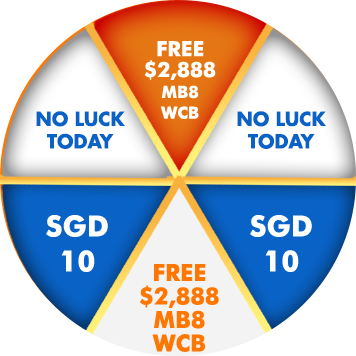 FREE
$2,888
MB8
WCB
NO LUCK
TODAY
NO LUCK
TODAY
SGD
10
SGD
10
FREE
$2,888
MB8
WCB